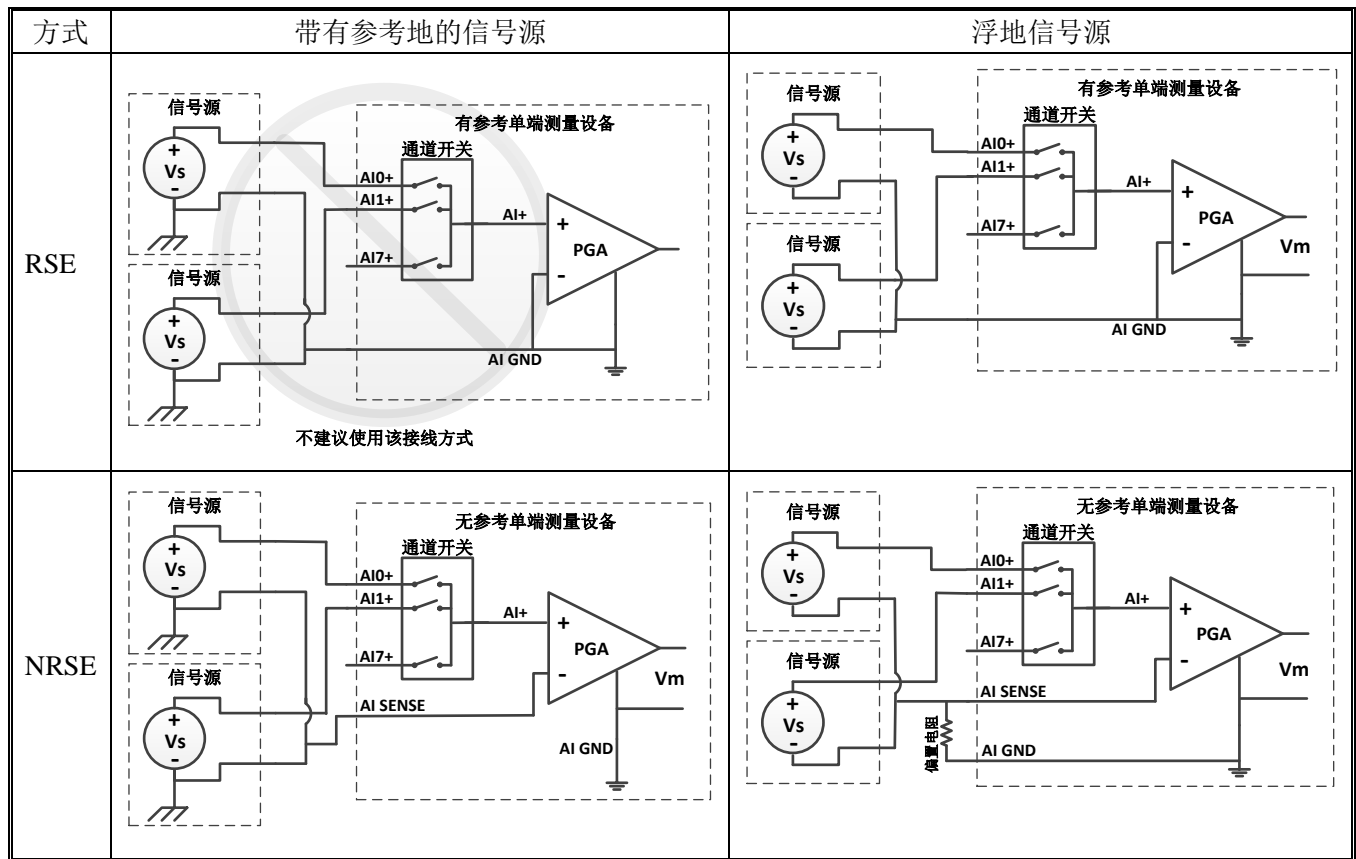 方式
带有参考地的信号源
浮地信号源
RSE
信号源
+
Vs
-
信号源
+
Vs
-
有参考单端测量设备
通道开关
AI0+
AI1+
AI7+
AI+
+
PGA
-
AI GND
不建议使用该接线方式
信号源
+
Vs
-
信号源
+
Vs
-
有参考单端测量设备
通道开关
AI0+
AI1+
AI7+
AI+
+
PGA
-
Vm
AI GND
NRSE
信号源
+
Vs
-
信号源
+
Vs
-
无参考单端测量设备
通道开关
AI0+
AI1+
AI7+
AI+
+
PGA
-
Vm
AI SENSE
AI GND
信号源
+
Vs
-
信号源
+
Vs
-
无参考单端测量设备
通道开关
AI0+
AI1+
AI7+
AI+
+
PGA
-
Vm
AI SENSE
偏置电阻
AI GND